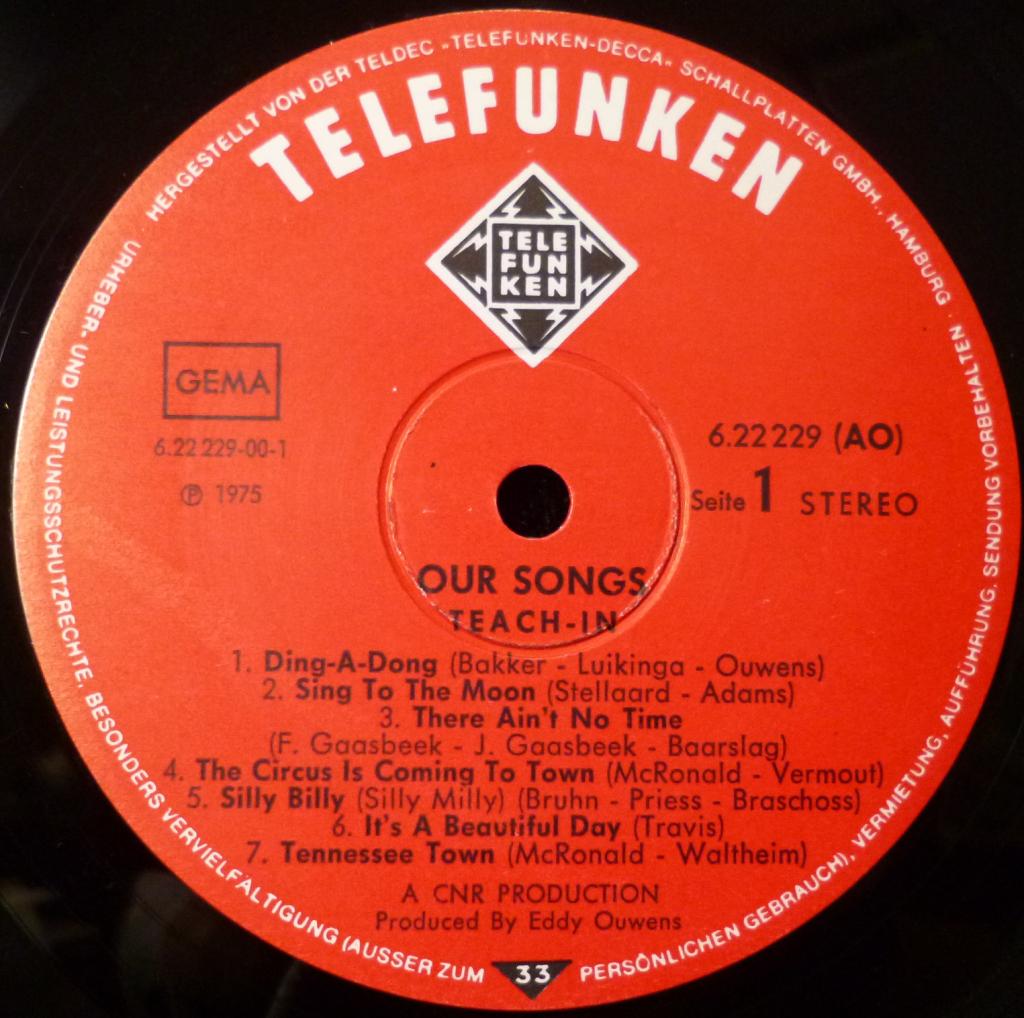 HERGESTELLT VON DER TELDEC »TELEFUNKEN-DECCA« SCHALLPLATTEN GMBH., HAMBURG ·
URHEBER- UND LEISTUNGSSCHUTZRECHTE, BESONDERS VERVIELFÄLTIGUNG (AUSSER ZUM PERSÖNLICHEN GEBRAUCH), VERMIETUNG, AUFFÜHRUNG, SENDUNG VORBEHALTEN
TELEFUNKEN
TELE
FUN
KEN
GEMA
6.22 229-00-1
℗ 1975
6.22229 (AO)
Seite 1 STEREO
OUR SONGS
TEACH-IN
1. Ding-A-Dong (Bakker - Luikinga - Ouwens)
2. Sing To The Moon (Stellaard - Adams)
3. There Ain't No Time
(F. Gaasbeek - J. Gaasbeek - Baarslag)
4. The Circus Is Coming To Town (McRonald - Vermout)
5. Silly Billy (Silly Milly) (Bruhn - Priess - Braschoss)
6. It's A Beautiful Day (Travis)
7. Tennessee Town (McRonald - Waltheim)
A CNR PRODUCTION
Produced By Eddy Ouwens
33